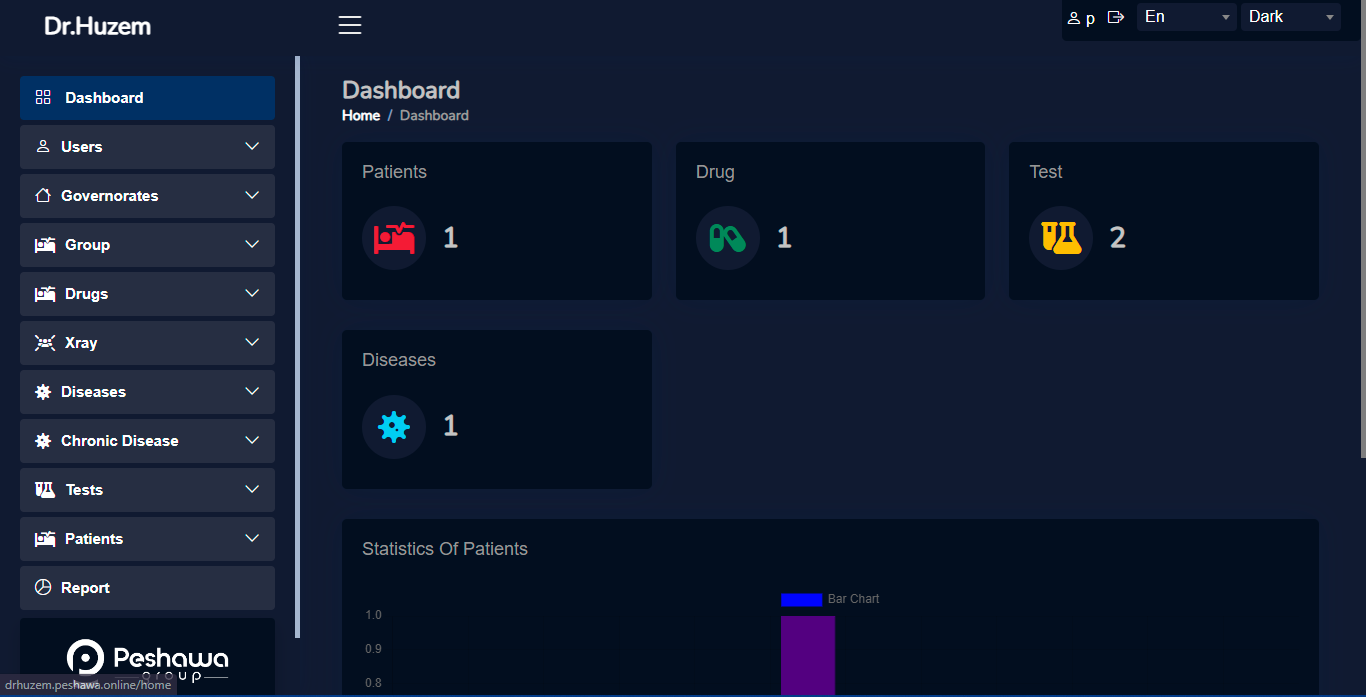 Dr.Huzem
p
En
Dark
Dashboard
Users
Governorates
Group
Drugs
Xray
Diseases
Chronic Disease
Tests
Patients
Report
Peshawa
group
drhuzem.peshawa.online/home
Dashboard
Home / Dashboard
Patients
1
Drug
1
Test
2
Diseases
1
Statistics Of Patients
Bar Chart
1.0
0.9
0.8